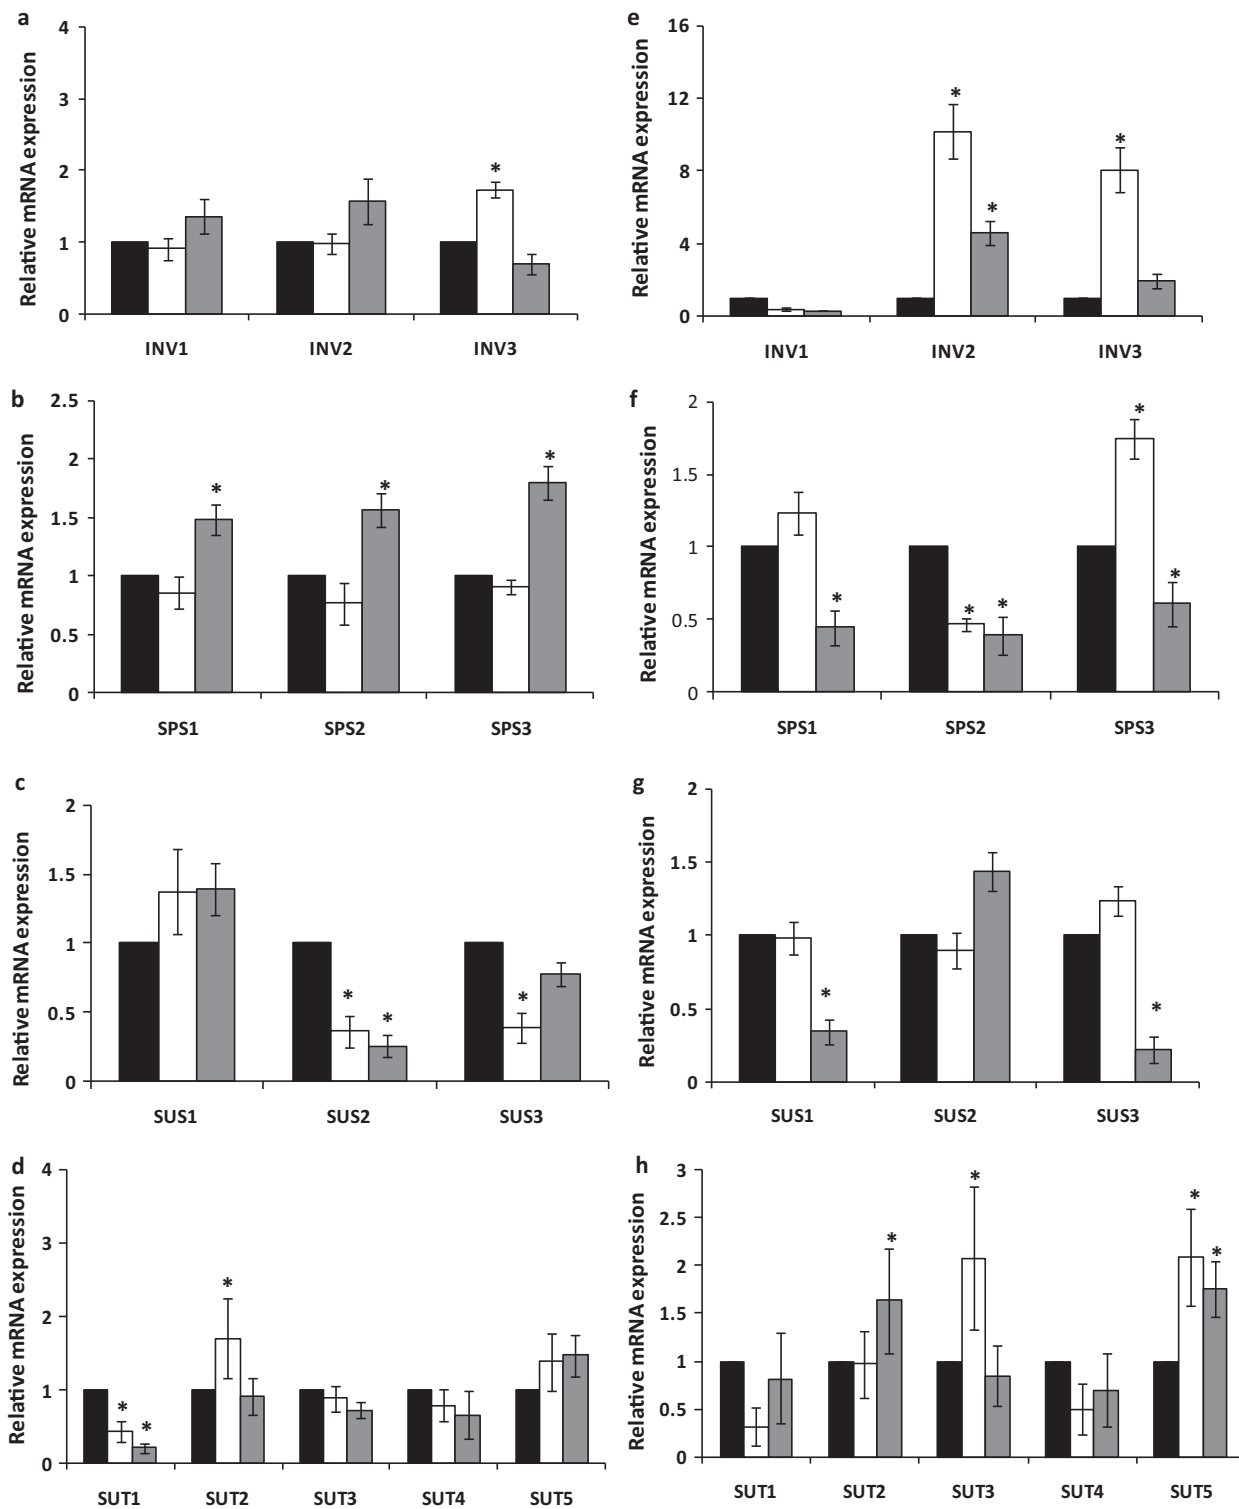 a
Relative mRNA expression
4
3
2
1
0
*
INV1 INV2 INV3
e
Relative mRNA expression
16
12
8
4
0
* * *
INV1 INV2 INV3
b
Relative mRNA expression
2.5
2
1.5
1
0.5
0
* * *
SPS1 SPS2 SPS3
f
Relative mRNA expression
2
1.5
1
0.5
0
* * * * *
SPS1 SPS2 SPS3
c
Relative mRNA expression
2
1.5
1
0.5
0
* * *
SUS1 SUS2 SUS3
g
Relative mRNA expression
2
1.5
1
0.5
0
* *
SUS1 SUS2 SUS3
d
Relative mRNA expression
4
3
2
1
0
* * *
SUT1 SUT2 SUT3 SUT4 SUT5
h
Relative mRNA expression
3
2.5
2
1.5
1
0.5
0
* * * *
SUT1 SUT2 SUT3 SUT4 SUT5